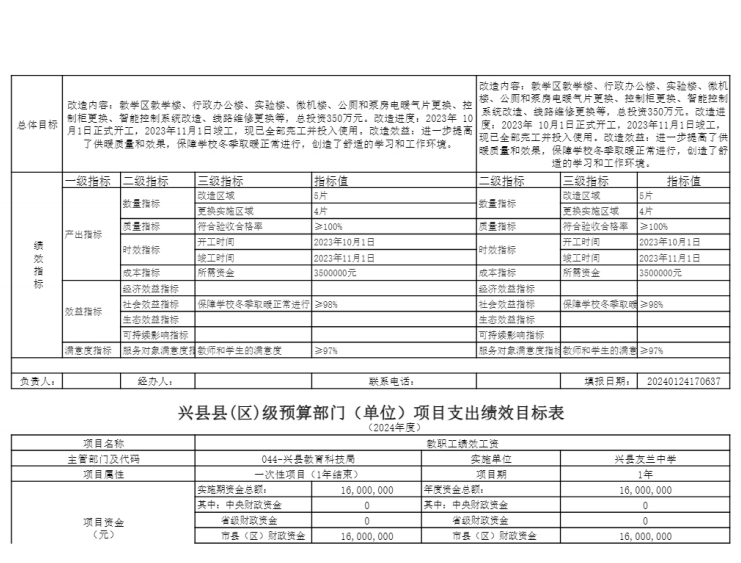 总体目标
改造内容：教学区教学楼、行政办公楼、实验楼、微机楼、公厕和泵房电暖气片更换、控
制柜更换、智能控制系统改造、线路维修更换等，总投资350万元。改造进度：2023年 10
月1日正式开工，2023年11月1日竣工，现已全部完工并投入使用。改造效益：进一步提高
了供暖质量和效果，保障学校冬季取暖正常进行，创造了舒适的学习和工作环境。
改造内容：教学区教学楼、行政办公楼、实验楼、微机
楼、公厕和泵房电暖气片更换、控制柜更换、智能控制
系统改造、线路维修更换等，总投资350万元。改造进
度：2023年 10月1日正式开工，2023年11月1日竣工，
现已全部完工并投入使用。改造效益：进一步提高了供
暖质量和效果，保障学校冬季取暖正常进行，创造了舒
适的学习和工作环境。
绩效指标
一级指标 二级指标 三级指标 指标值 二级指标 三级指标 指标值
产出指标 数量指标 改造区域 5片 数量指标 改造区域 5片
更换实施区域 4片 更换实施区域 4片
质量指标 符合验收合格率 ≥100% 质量指标 符合验收合格率 ≥100%
时效指标 开工时间 2023年10月1日 时效指标 开工时间 2023年10月1日
竣工时间 2023年11月1日 竣工时间 2023年11月1日
成本指标 所需资金 3500000元 成本指标 所需资金 3500000元
效益指标 经济效益指标 经济效益指标
社会效益指标 保障学校冬季取暖正常进行 ≥98% 社会效益指标 保障学校冬季取暖 ≥98%
生态效益指标 生态效益指标
可持续影响指标 可持续影响指标
满意度指标 服务对象满意度指 教师和学生的满意度 ≥97% 服务对象满意度指标 教师和学生的满意 ≥97%
负责人： 经办人： 联系电话： 填报日期： 20240124170637
兴县县(区)级预算部门（单位）项目支出绩效目标表
（2024年度）
项目名称 教职工绩效工资
主管部门及代码 044-兴县教育科技局 实施单位 兴县友兰中学
项目属性 一次性项目（1年结束） 项目期 1年
项目资金
（元）
实施期资金总额： 16,000,000 年度资金总额： 16,000,000
其中：中央财政资金 0 其中：中央财政资金 0
省级财政资金 0 省级财政资金 0
市县（区）财政资金 16,000,000 市县（区）财政资金 16,000,000